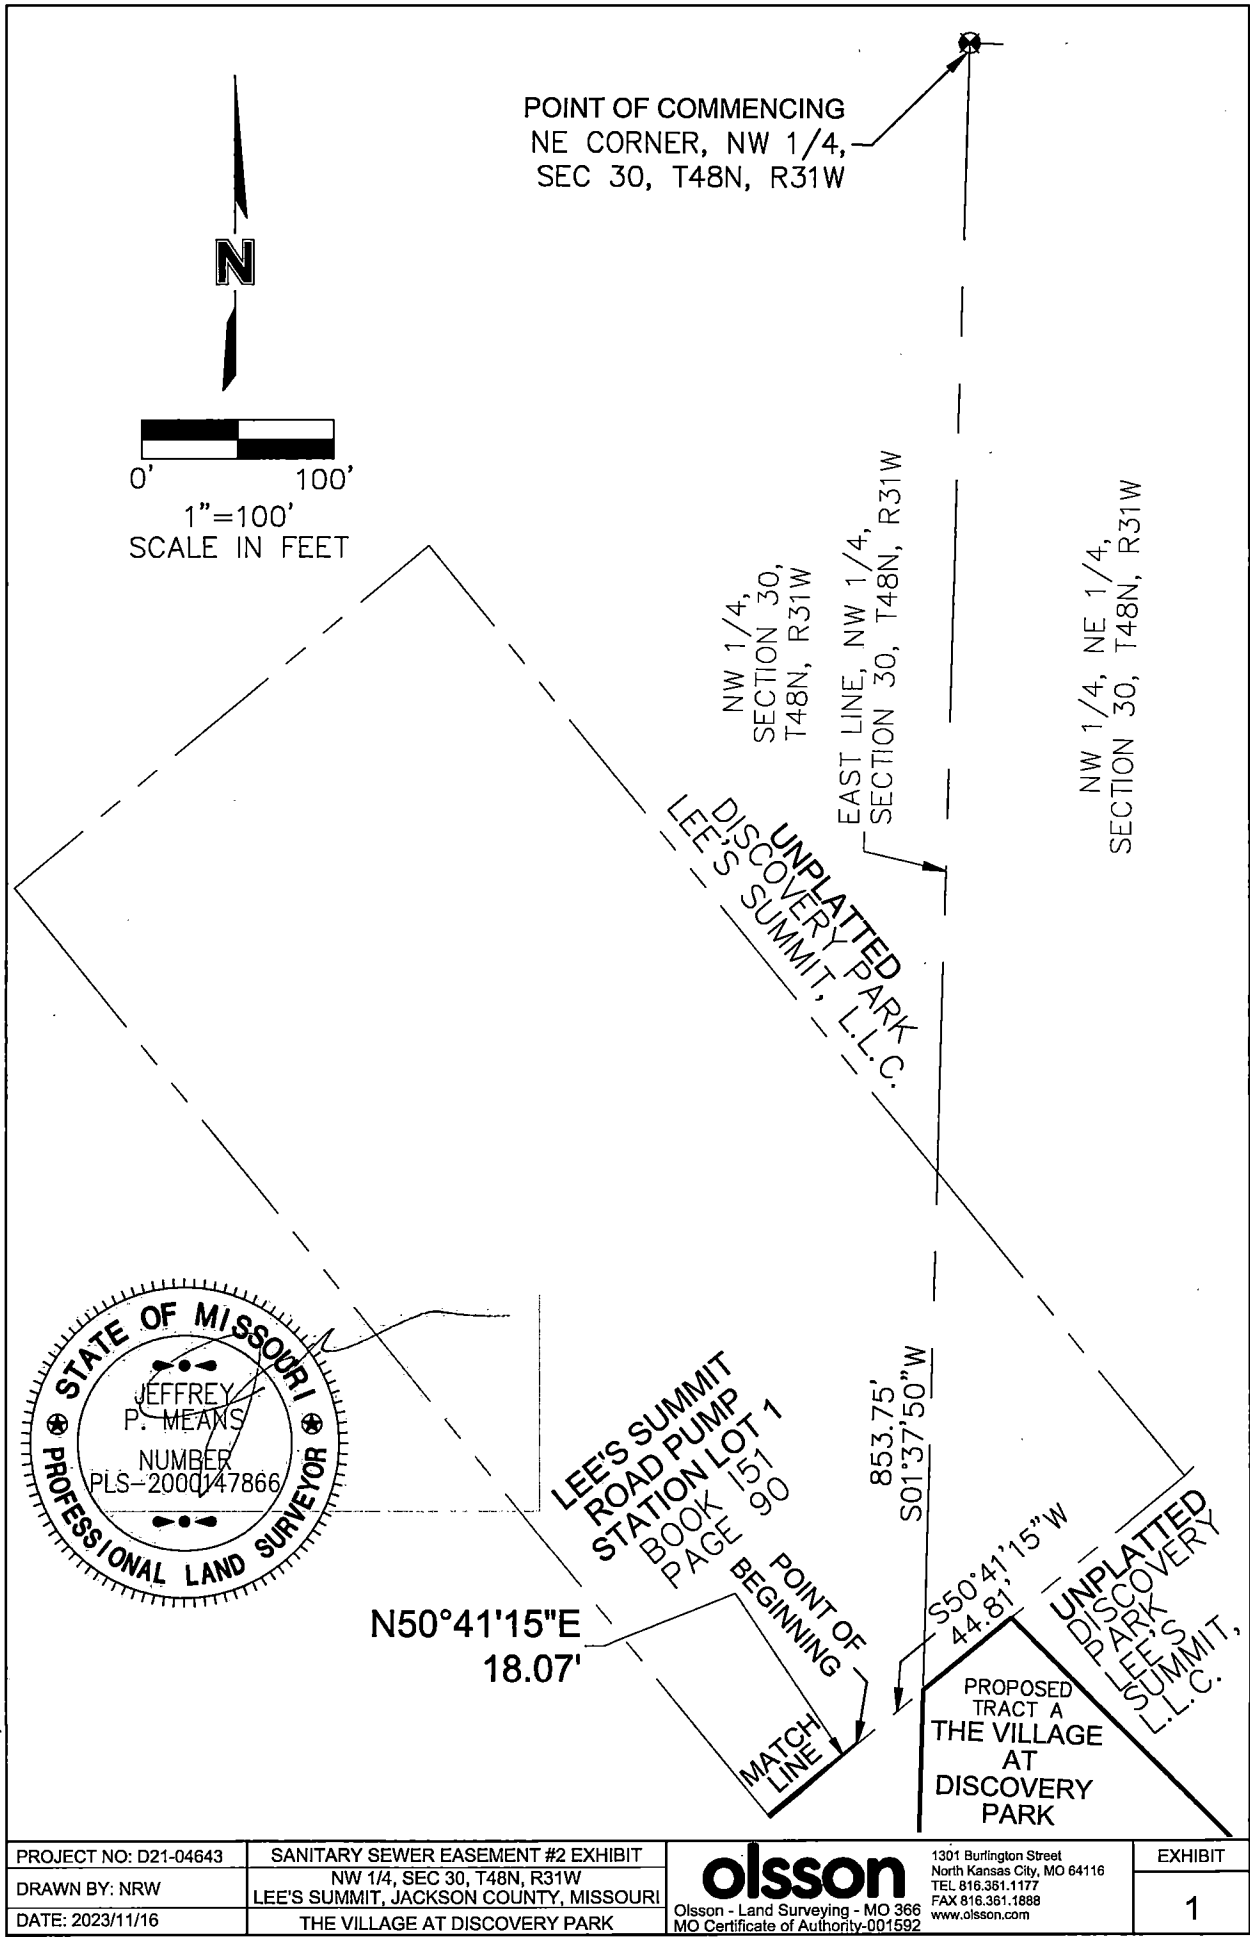 POINT OF COMMENCING
NE CORNER, NW 1/4,
SEC 30, T48N, R31W
N
0' 100'
1"=100'
SCALE IN FEET
NW 1/4,
SECTION 30,
T48N, R31W
EAST LINE, NW 1/4,
SECTION 30, T48N, R31W
NW 1/4, NE 1/4,
SECTION 30, T48N, R31W
UNPLATTED
DISCOVERY PARK
LEE'S SUMMIT, L.L.C.
STATE OF MISSOURI
JEFFREY
P. MEANS
NUMBER
PLS-2000147866
PROFESSIONAL LAND SURVEYOR
LEE'S SUMMIT
ROAD PUMP
STATION LOT 1
BOOK 151
PAGE 90
853.75'
S01°37'50"W
POINT OF
BEGINNING
S50°41'15"W
44.81'
UNPLATTED
DISCOVERY
PARK
LEE'S
SUMMIT,
L.L.C.
N50°41'15"E
18.07'
MATCH
LINE
PROPOSED
TRACT A
THE VILLAGE
AT
DISCOVERY
PARK
PROJECT NO: D21-04643
DRAWN BY: NRW
DATE: 2023/11/16
SANITARY SEWER EASEMENT #2 EXHIBIT
NW 1/4, SEC 30, T48N, R31W
LEE'S SUMMIT, JACKSON COUNTY, MISSOURI
THE VILLAGE AT DISCOVERY PARK
olsson
Olsson - Land Surveying - MO 366
MO Certificate of Authority-001592
1301 Burlington Street
North Kansas City, MO 64116
TEL 816.361.1177
FAX 816.361.1888
www.olsson.com
EXHIBIT
1